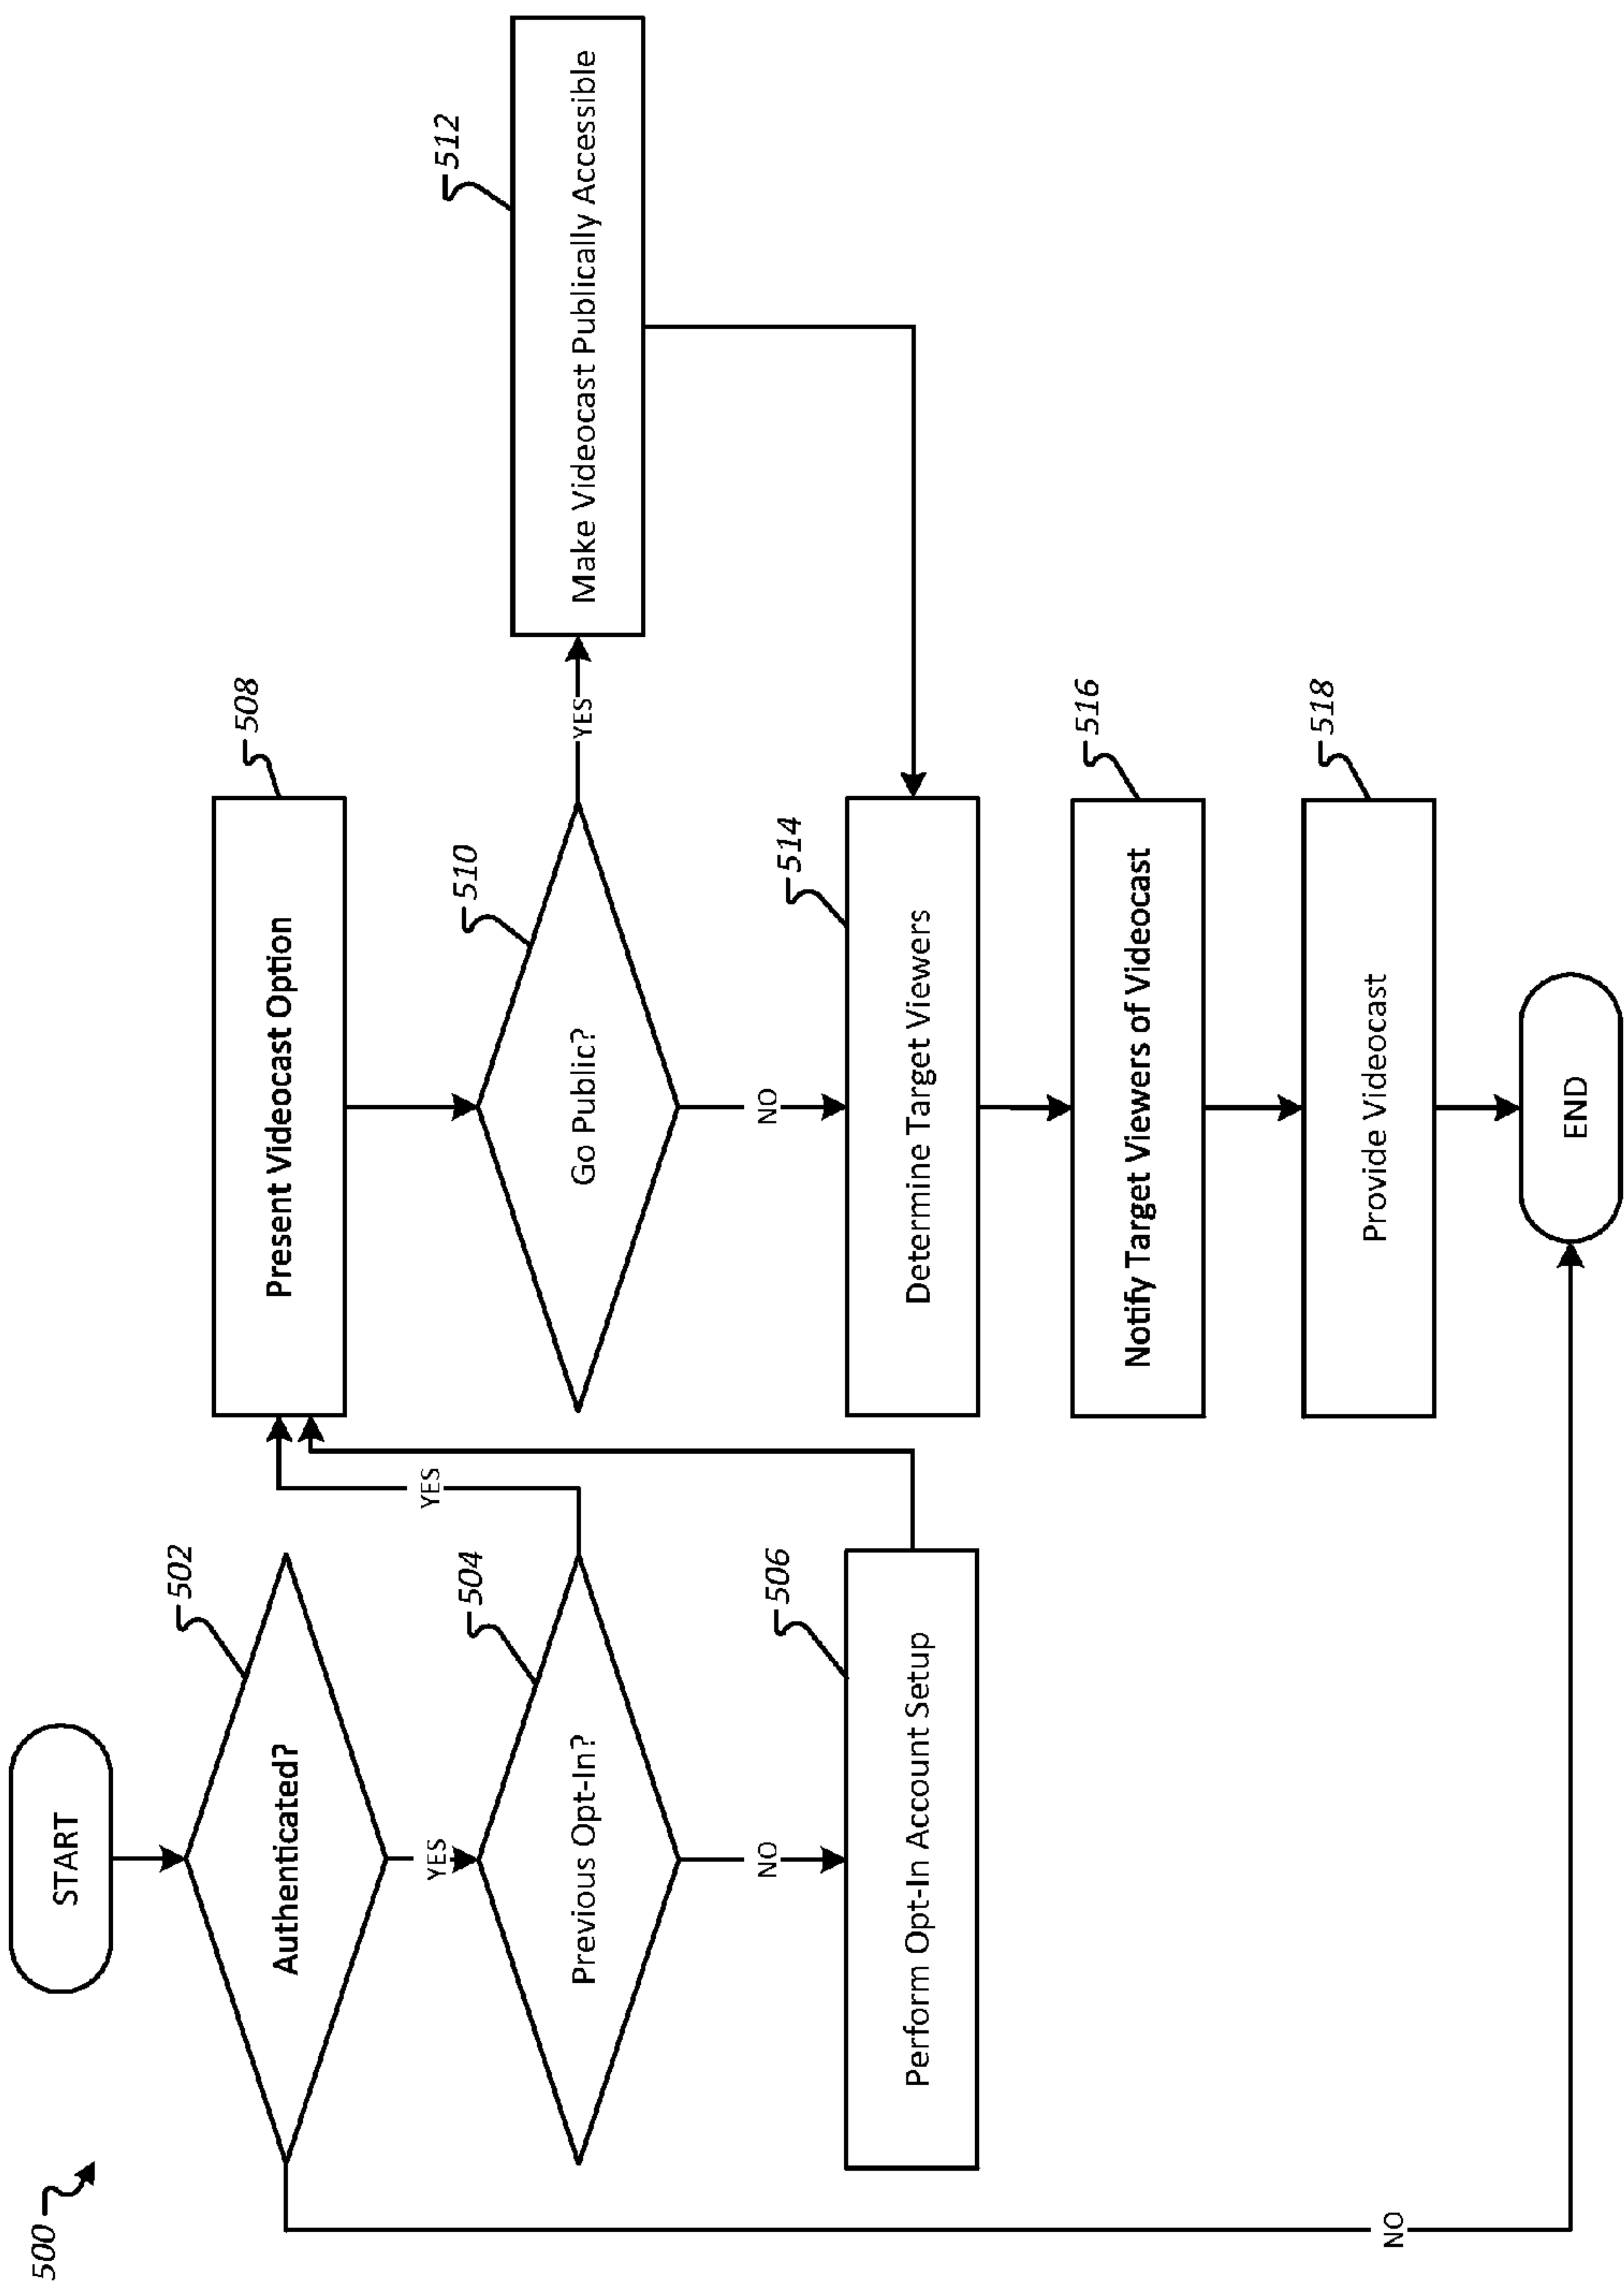 500
START
502
Authenticated?
YES
504
Previous Opt-In?
YES
NO
506
Perform Opt-In Account Setup
508
Present Videocast Option
510
Go Public?
YES
512
Make Videocast Publically Accessible
NO
514
Determine Target Viewers
516
Notify Target Viewers of Videocast
518
Provide Videocast
NO
END